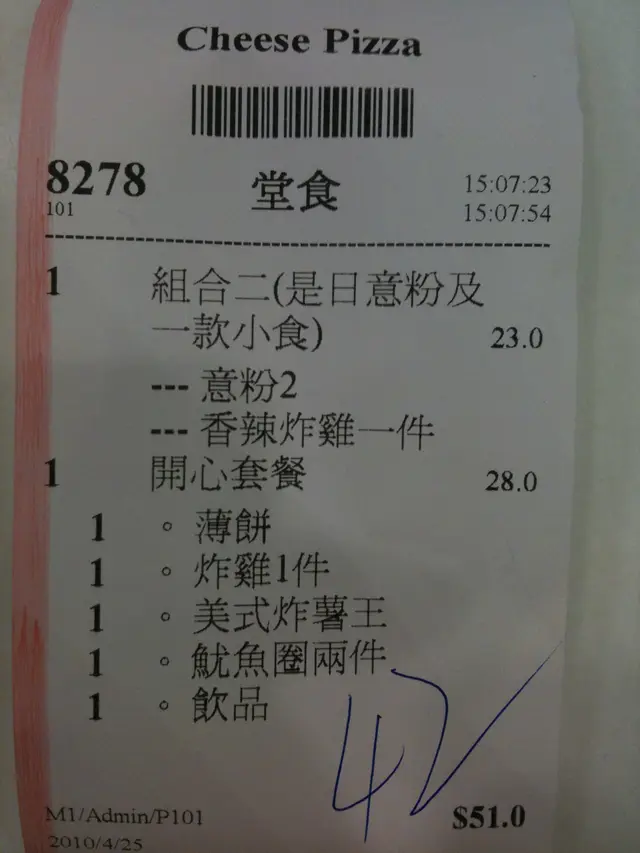 Cheese Pizza
8278 堂食 15:07:23
101 15:07:54
1 組合二(是日意粉及
一款小食) 23.0
--- 意粉2
--- 香辣炸雞一件
1 開心套餐 28.0
1 。薄餅
1 。炸雞1件
1 。美式炸薯王
1 。魷魚圈兩件
1 。飲品
42
M1/Admin/P101 $51.0
2010/4/25